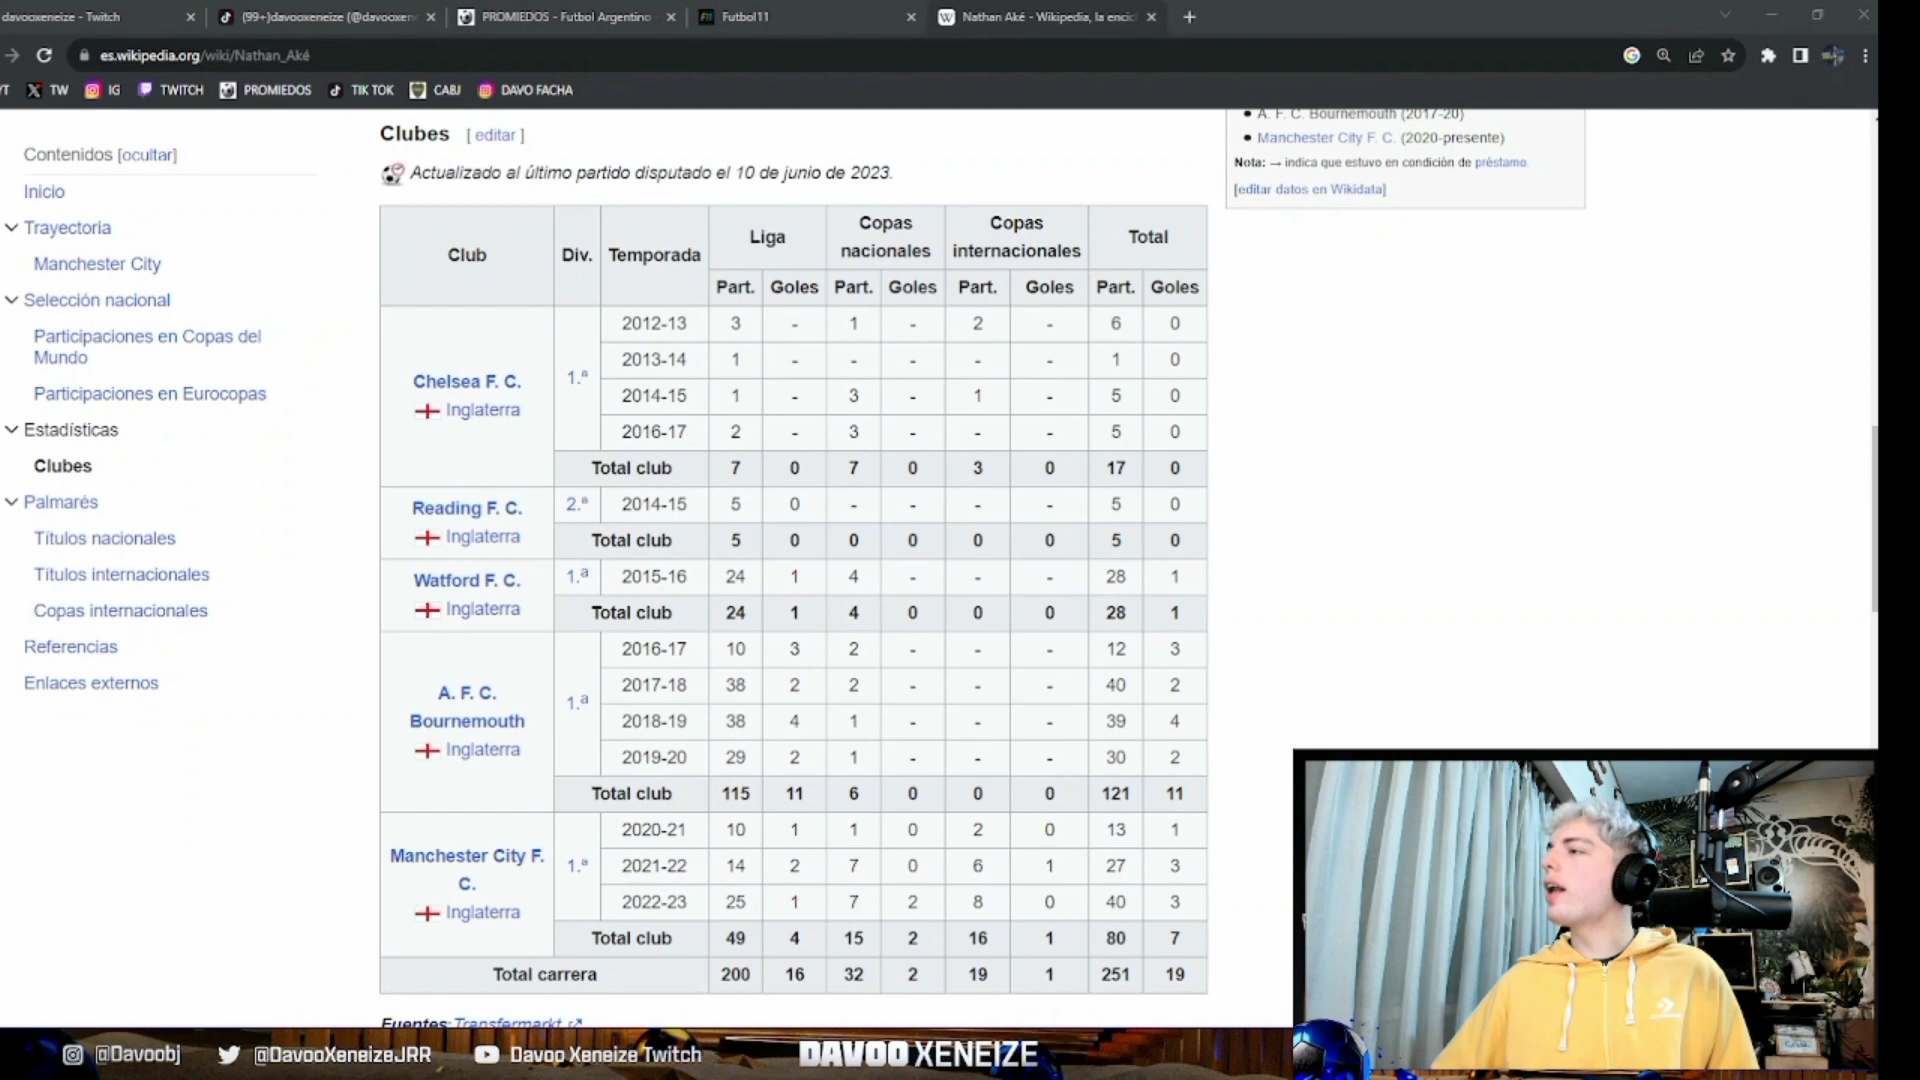 davooxeneize - Twitch
(99+)davooxeneize (@davooxen
PROMIEDOS - Futbol Argentino
Futbol11
Nathan Aké - Wikipedia, la encic
es.wikipedia.org/wiki/Nathan_Aké
YT TW IG TWITCH PROMIEDOS TIK TOK CABJ DAVO FACHA
Contenidos [ocultar]
Inicio
Trayectoria
Manchester City
Selección nacional
Participaciones en Copas del
Mundo
Participaciones en Eurocopas
Estadísticas
Clubes
Palmarés
Títulos nacionales
Títulos internacionales
Copas internacionales
Referencias
Enlaces externos
Clubes [ editar ]
Actualizado al último partido disputado el 10 de junio de 2023.
Club Div. Temporada Liga Copas nacionales Copas internacionales Total
Part. Goles Part. Goles Part. Goles Part. Goles
Chelsea F. C.
Inglaterra
1.ª
2012-13 3 - 1 - 2 - 6 0
2013-14 1 - - - - - 1 0
2014-15 1 - 3 - 1 - 5 0
2016-17 2 - 3 - - - 5 0
Total club 7 0 7 0 3 0 17 0
Reading F. C.
Inglaterra
2.ª 2014-15 5 0 - - - - 5 0
Total club 5 0 0 0 0 0 5 0
Watford F. C.
Inglaterra
1.ª 2015-16 24 1 4 - - - 28 1
Total club 24 1 4 0 0 0 28 1
A. F. C.
Bournemouth
Inglaterra
1.ª
2016-17 10 3 2 - - - 12 3
2017-18 38 2 2 - - - 40 2
2018-19 38 4 1 - - - 39 4
2019-20 29 2 1 - - - 30 2
Total club 115 11 6 0 0 0 121 11
Manchester City F.
C.
Inglaterra
1.ª
2020-21 10 1 1 0 2 0 13 1
2021-22 14 2 7 0 6 1 27 3
2022-23 25 1 7 2 8 0 40 3
Total club 49 4 15 2 16 1 80 7
Total carrera 200 16 32 2 19 1 251 19
Fuentes: Transfermarkt
A. F. C. Bournemouth (2017-20)
Manchester City F. C. (2020-presente)
Nota: → indica que estuvo en condición de préstamo.
[editar datos en Wikidata]
@Davoobj
@DavooXeneizeJRR
Davoo Xeneize Twitch
DAVOO XENEIZE